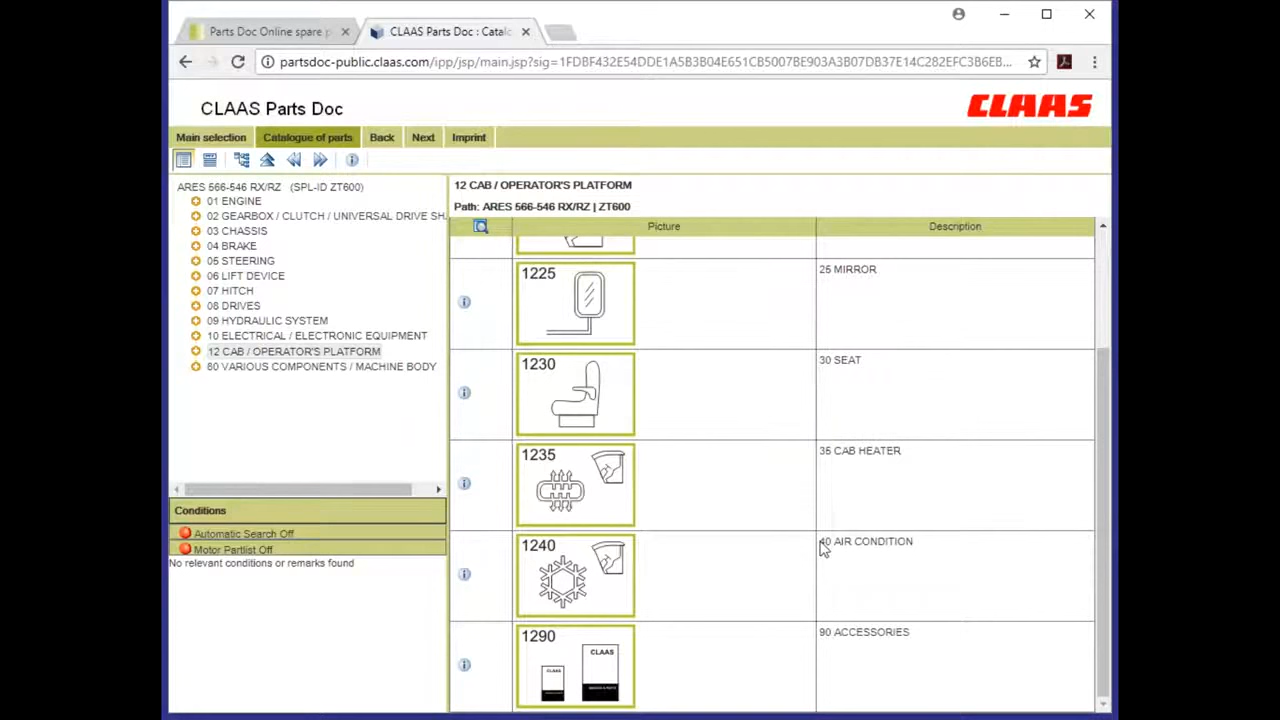 Parts Doc Online spare p
CLAAS Parts Doc : Catalo
partsdoc-public.claas.com/ipp/jsp/main.jsp?sig=1FDBF432E54DDE1A5B3B04E651CB5007BE903A3B07DB37E14C282EFC3B6EB...
CLAAS Parts Doc
CLAAS
Main selection
Catalogue of parts
Back
Next
Imprint
ARES 566-546 RX/RZ (SPL-ID ZT600)
01 ENGINE
02 GEARBOX / CLUTCH / UNIVERSAL DRIVE SH
03 CHASSIS
04 BRAKE
05 STEERING
06 LIFT DEVICE
07 HITCH
08 DRIVES
09 HYDRAULIC SYSTEM
10 ELECTRICAL / ELECTRONIC EQUIPMENT
12 CAB / OPERATOR'S PLATFORM
80 VARIOUS COMPONENTS / MACHINE BODY
Conditions
Automatic Search Off
Motor Partlist Off
No relevant conditions or remarks found
12 CAB / OPERATOR'S PLATFORM
Path: ARES 566-546 RX/RZ | ZT600
Picture
Description
1225
25 MIRROR
1230
30 SEAT
1235
35 CAB HEATER
1240
40 AIR CONDITION
1290
90 ACCESSORIES
CLAAS
CLAAS